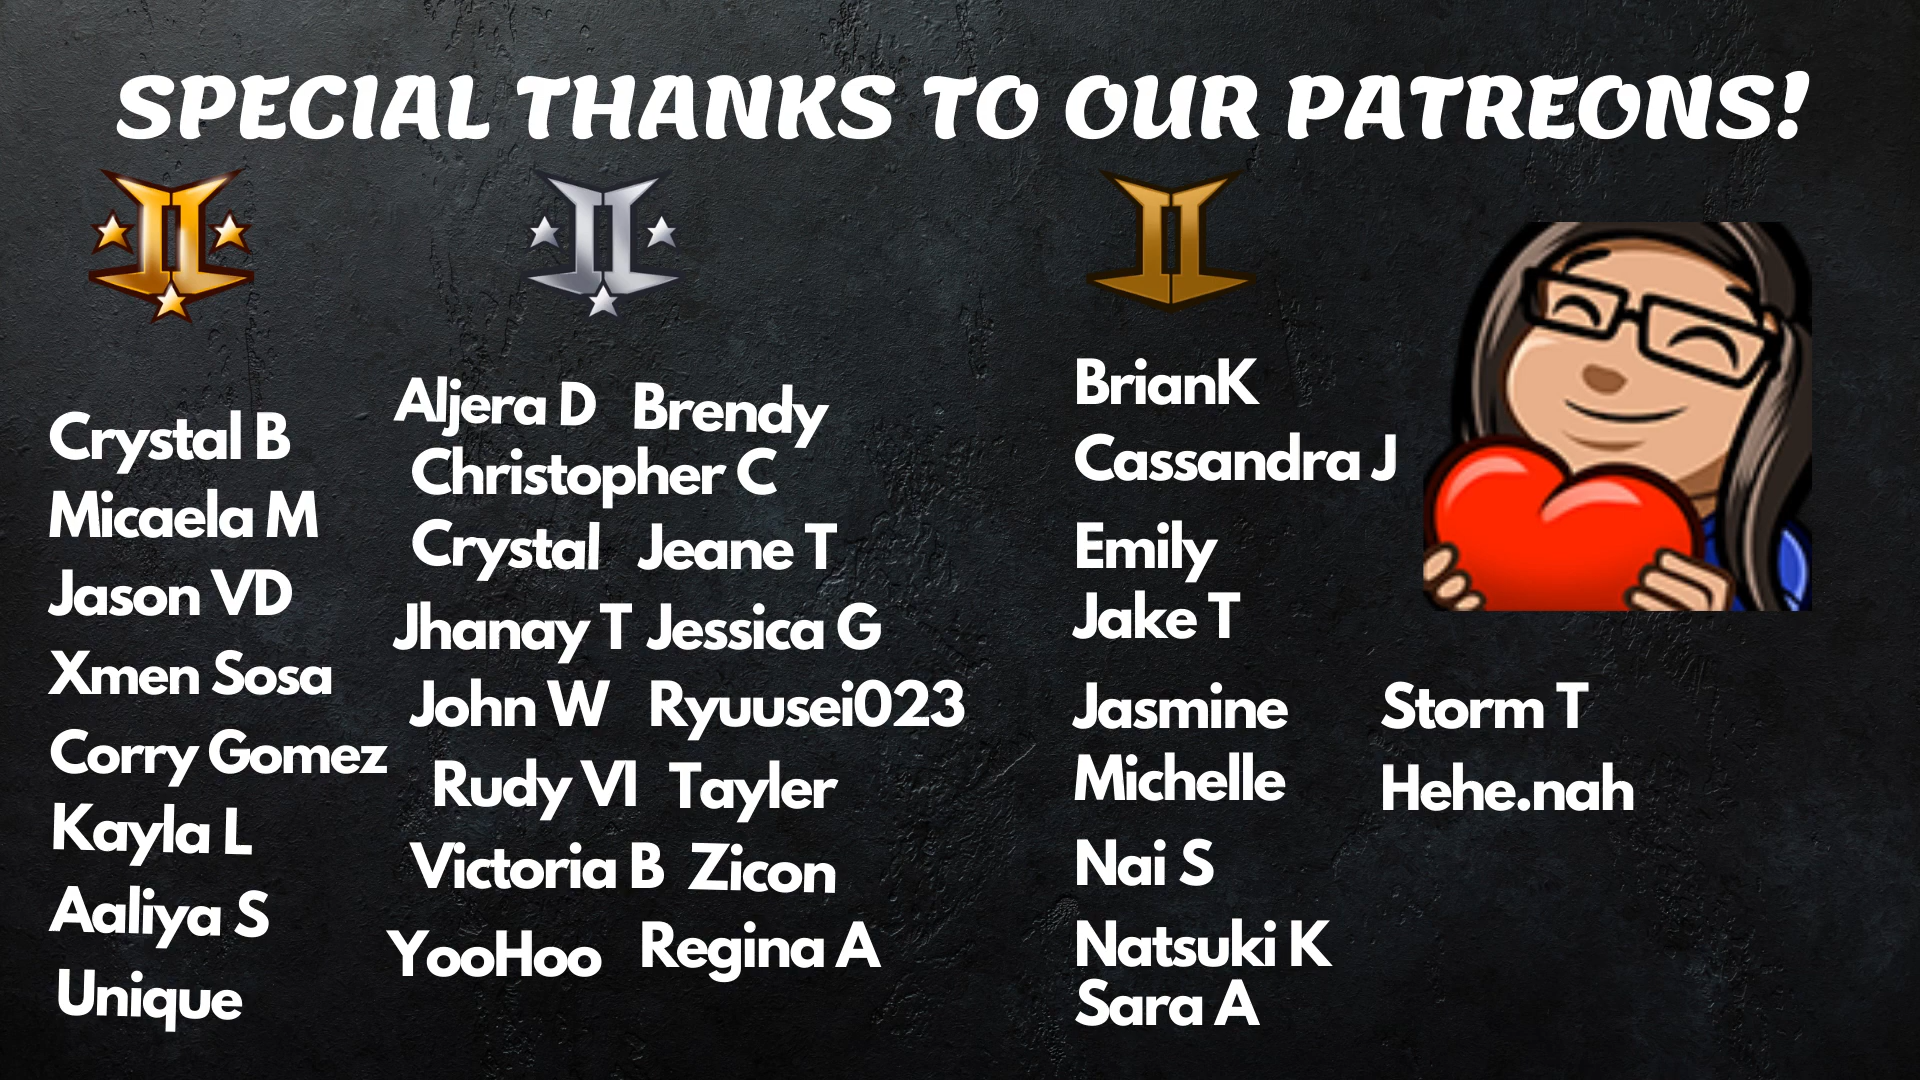 SPECIAL THANKS TO OUR PATREONS!
Crystal B
Micaela M
Jason VD
Xmen Sosa
Corry Gomez
Kayla L
Aaliya S
Unique
Aljera D Brendy
Christopher C
Crystal Jeane T
Jhanay T Jessica G
John W Ryuusei023
Rudy VI Tayler
Victoria B Zicon
YooHoo Regina A
BrianK
Cassandra J
Emily
Jake T
Jasmine
Michelle
Nai S
Natsuki K
Sara A
Storm T
Hehe.nah